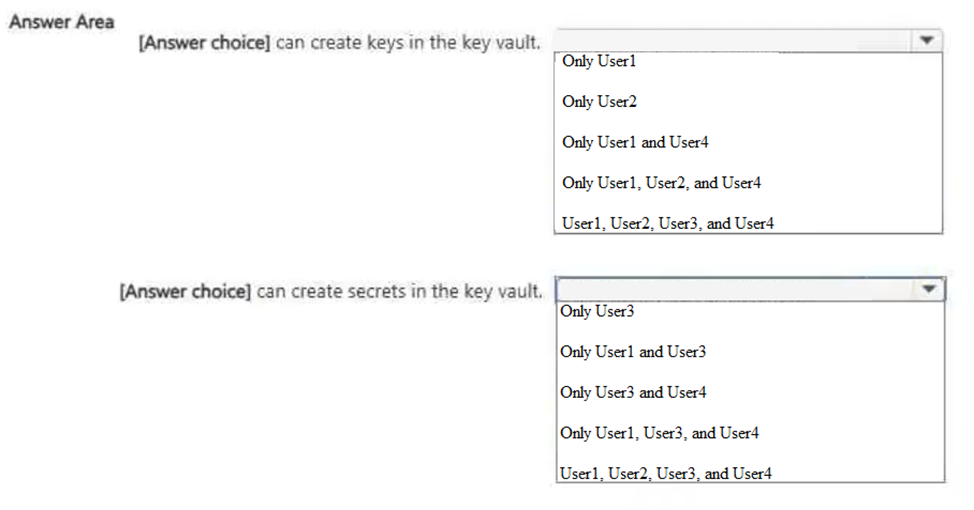 Answer Area
[Answer choice] can create keys in the key vault.
Only User1
Only User2
Only User1 and User4
Only User1, User2, and User4
User1, User2, User3, and User4
[Answer choice] can create secrets in the key vault.
Only User3
Only User1 and User3
Only User3 and User4
Only User1, User3, and User4
User1, User2, User3, and User4